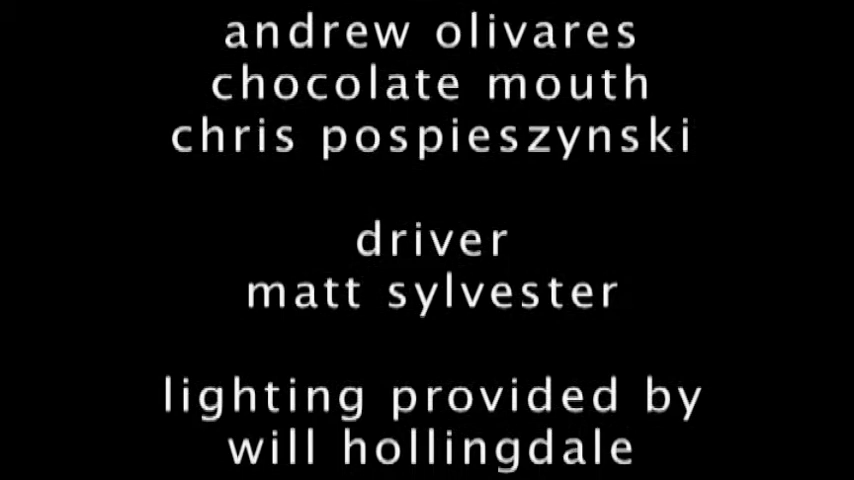 andrew olivares
chocolate mouth
chris pospieszynski
driver
matt sylvester
lighting provided by
will hollingdale